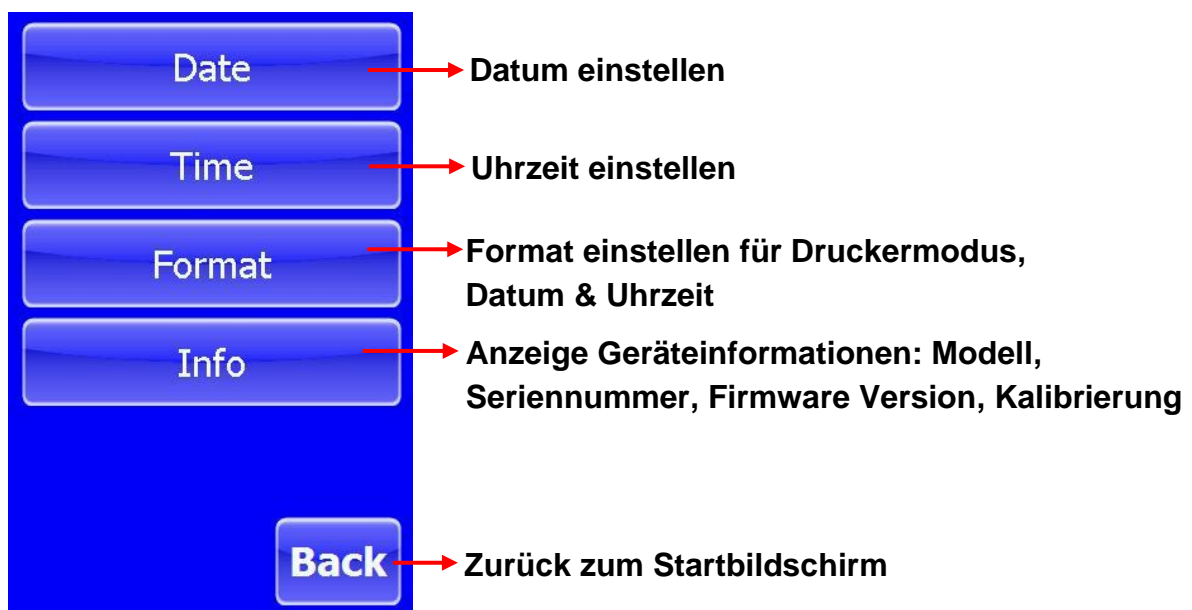 Date
Datum einstellen
Time
Uhrzeit einstellen
Format
Format einstellen für Druckermodus,
Datum & Uhrzeit
Info
Anzeige Geräteinformationen: Modell,
Seriennummer, Firmware Version, Kalibrierung
Back
Zurück zum Startbildschirm